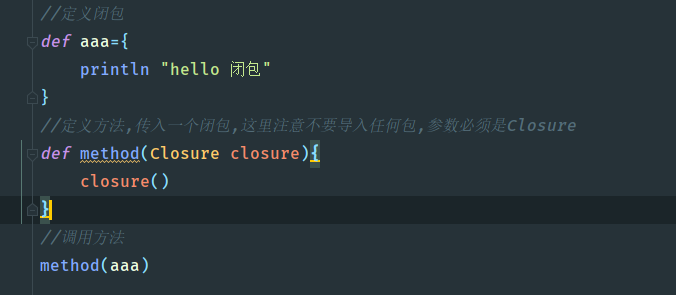 //定义闭包
def aaa={
println "hello 闭包"
}
//定义方法,传入一个闭包,这里注意不要导入任何包,参数必须是Closure
def method(Closure closure){
closure()
}
//调用方法
method(aaa)